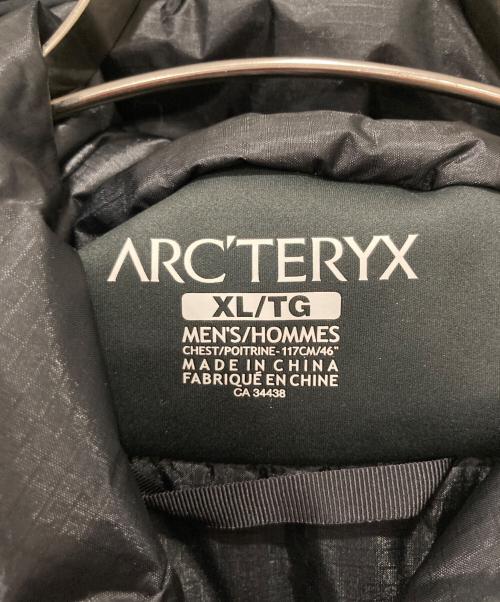 ARC'TERYX
XL/TG
MEN'S/HOMMES
CHEST/POITRINE-117CM/46"
MADE IN CHINA
FABRIQUÉ EN CHINE
CA 34438